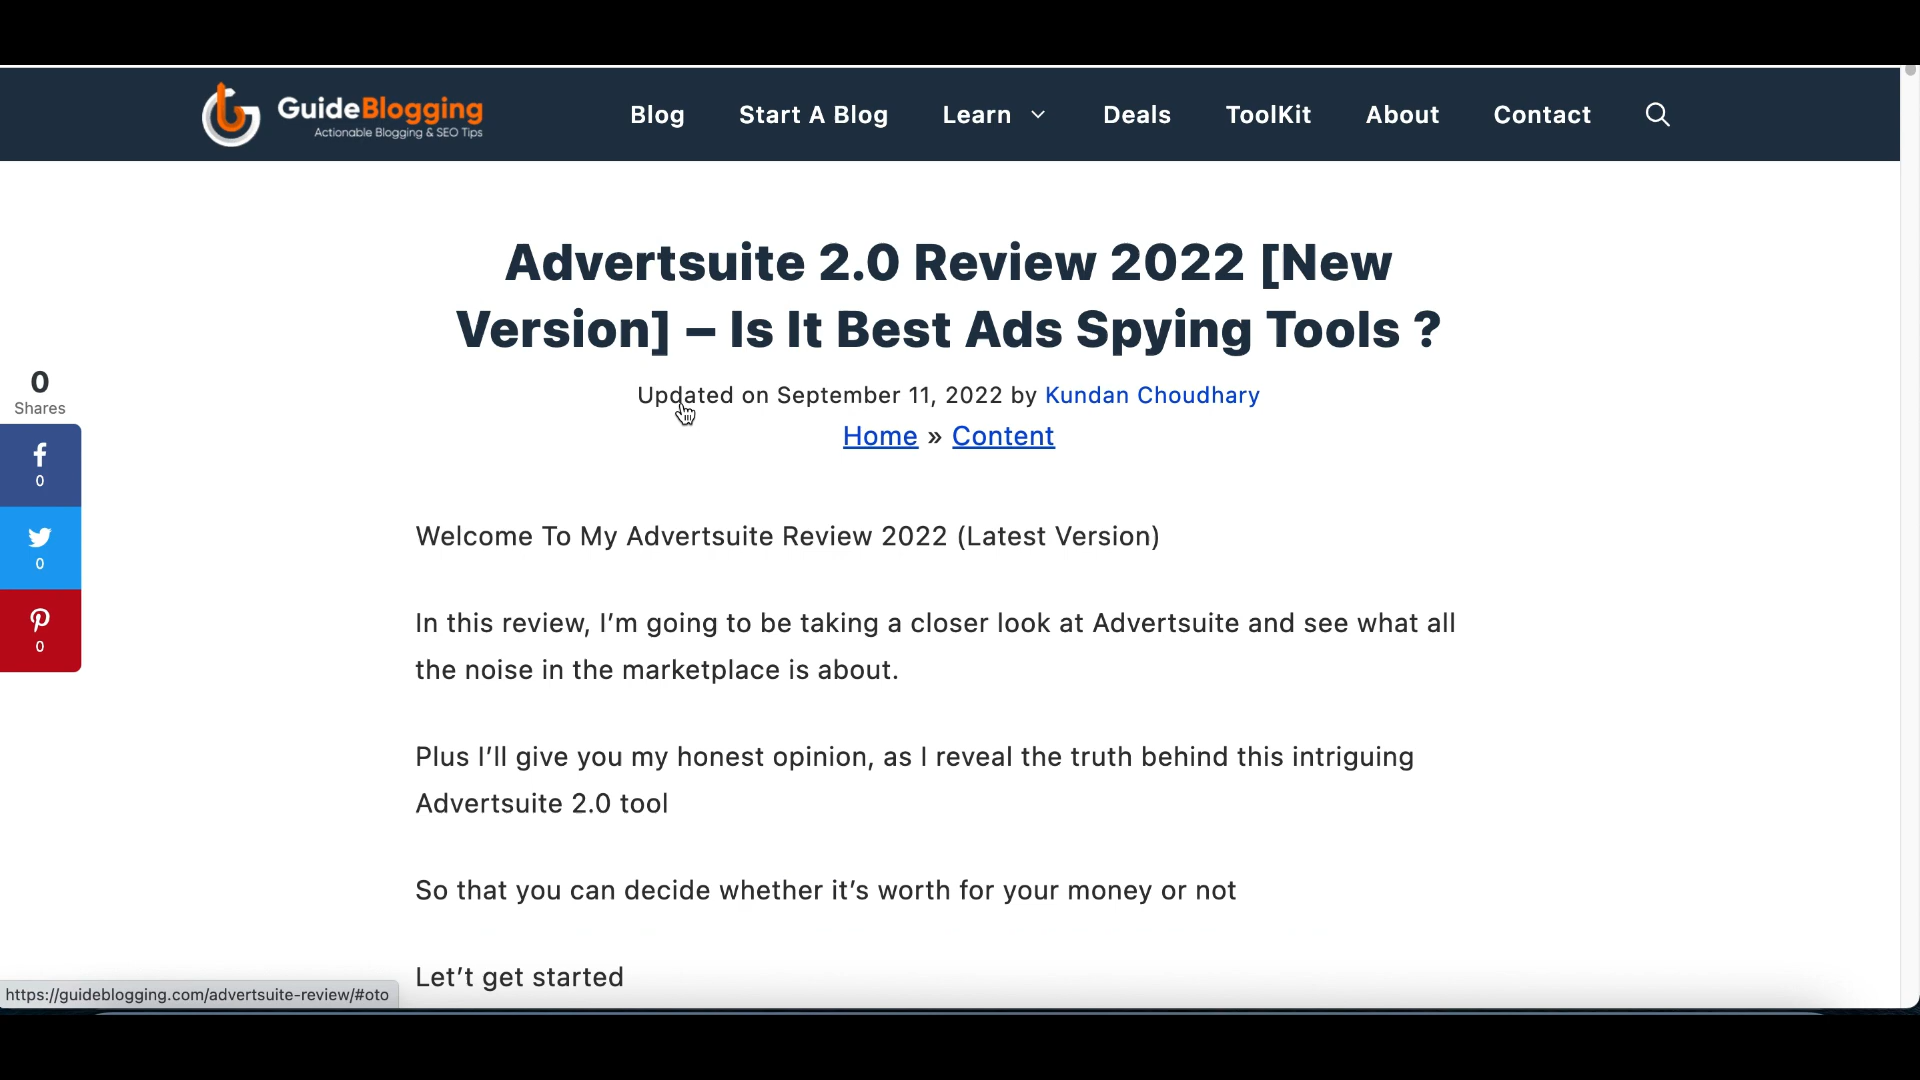 GuideBlogging
Actionable Blogging & SEO Tips
Blog
Start A Blog
Learn
Deals
ToolKit
About
Contact
Advertsuite 2.0 Review 2022 [New
Version] – Is It Best Ads Spying Tools ?
Updated on September 11, 2022 by Kundan Choudhary
Home » Content
0
Shares
0
0
0
Welcome To My Advertsuite Review 2022 (Latest Version)
In this review, I’m going to be taking a closer look at Advertsuite and see what all
the noise in the marketplace is about.
Plus I’ll give you my honest opinion, as I reveal the truth behind this intriguing
Advertsuite 2.0 tool
So that you can decide whether it’s worth for your money or not
Let’t get started
https://guideblogging.com/advertsuite-review/#oto